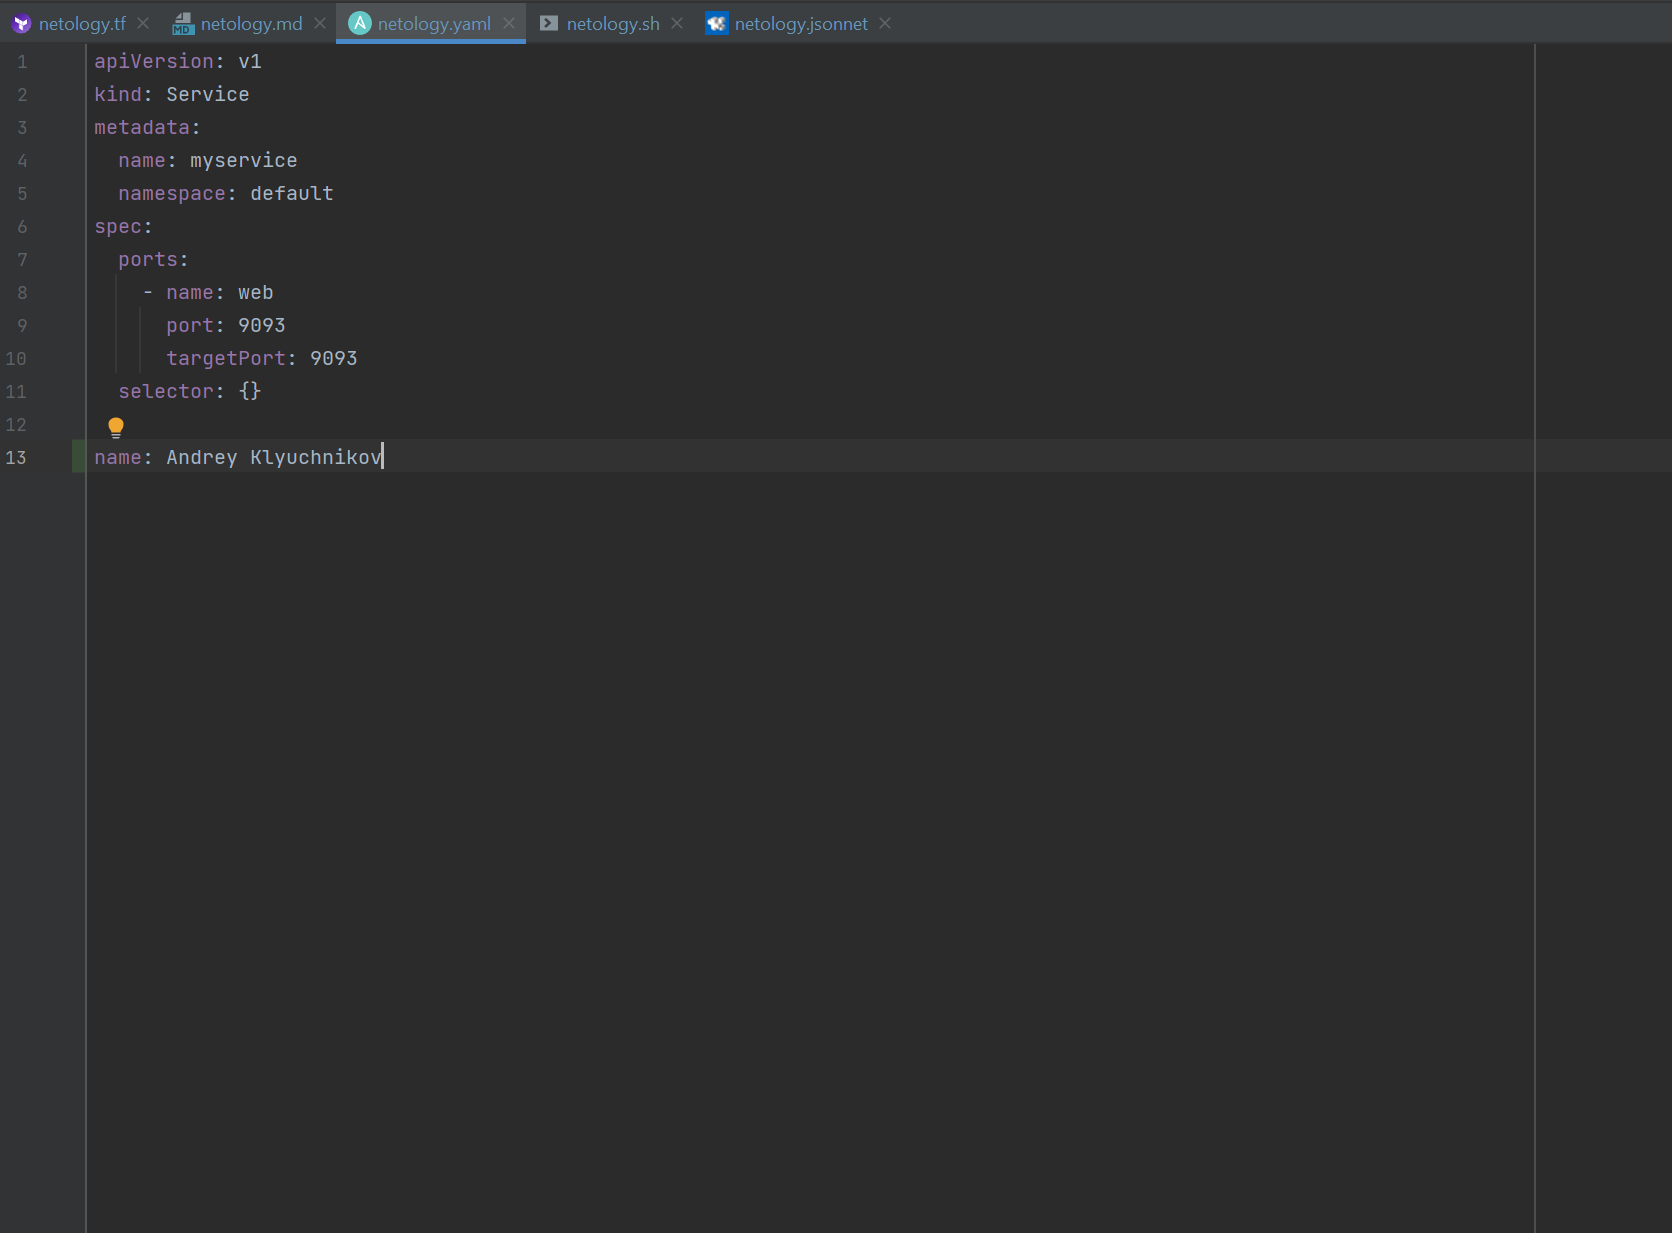 netology.tf netology.md netology.yaml netology.sh netology.jsonnet
1 apiVersion: v1
2 kind: Service
3 metadata:
4   name: myservice
5   namespace: default
6 spec:
7   ports:
8     - name: web
9       port: 9093
10       targetPort: 9093
11   selector: {}
12
13 name: Andrey Klyuchnikov